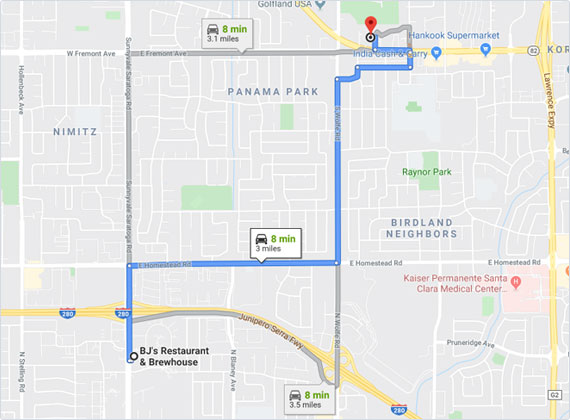 Golfland USA
8 min
3.1 miles
Hankook Supermarket
KOR
W Fremont Ave
E Fremont Ave
India Cash & Carry
82
Hollenbeck Ave
Sunnyvale Saratoga Rd
PANAMA PARK
Lawrence Expy
S Wolfe Rd
NIMITZ
Raynor Park
Sunnyvale Saratoga Rd
BIRDLAND
NEIGHBORS
8 min
3 miles
E Homestead Rd
E Homestead Rd
Kaiser Permanente Santa
Clara Medical Center...
280
280
280
Junipero Serra Fwy
N Wolfe Rd
BJ's Restaurant
& Brewhouse
Pruneridge Ave
N Stelling Rd
N Blaney Ave
8 min
3.5 miles
G2